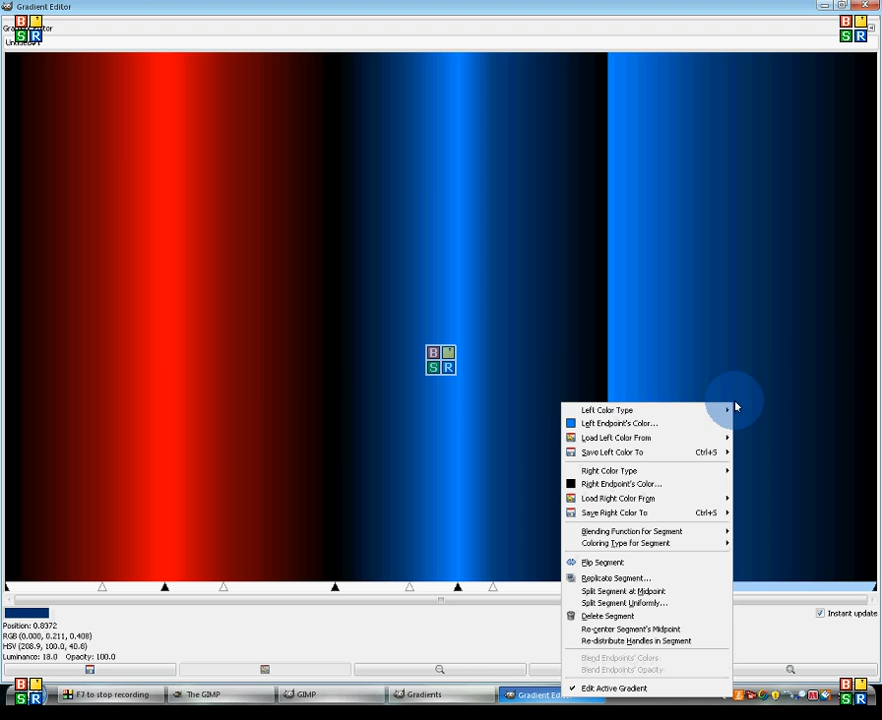 Gradient Editor
B
S R
B
S R
Gradient Editor
Untitled#1
B
S R
Left Color Type
Left Endpoint's Color...
Load Left Color From
Save Left Color To Ctrl+S
Right Color Type
Right Endpoint's Color...
Load Right Color From
Save Right Color To Ctrl+S
Blending Function for Segment
Coloring Type for Segment
Flip Segment
Replicate Segment...
Split Segment at Midpoint
Split Segment Uniformly...
Delete Segment
Re-center Segment's Midpoint
Re-distribute Handles in Segment
Blend Endpoints' Colors
Blend Endpoints' Opacity
Edit Active Gradient
Instant update
Position: 0.8372
RGB (0.000, 0.211, 0.408)
HSV (208.9, 100.0, 40.8)
Luminance: 18.0 Opacity: 100.0
B
S R
F7 to stop recording
The GIMP
GIMP
Gradients
Gradient Edi
B
S R